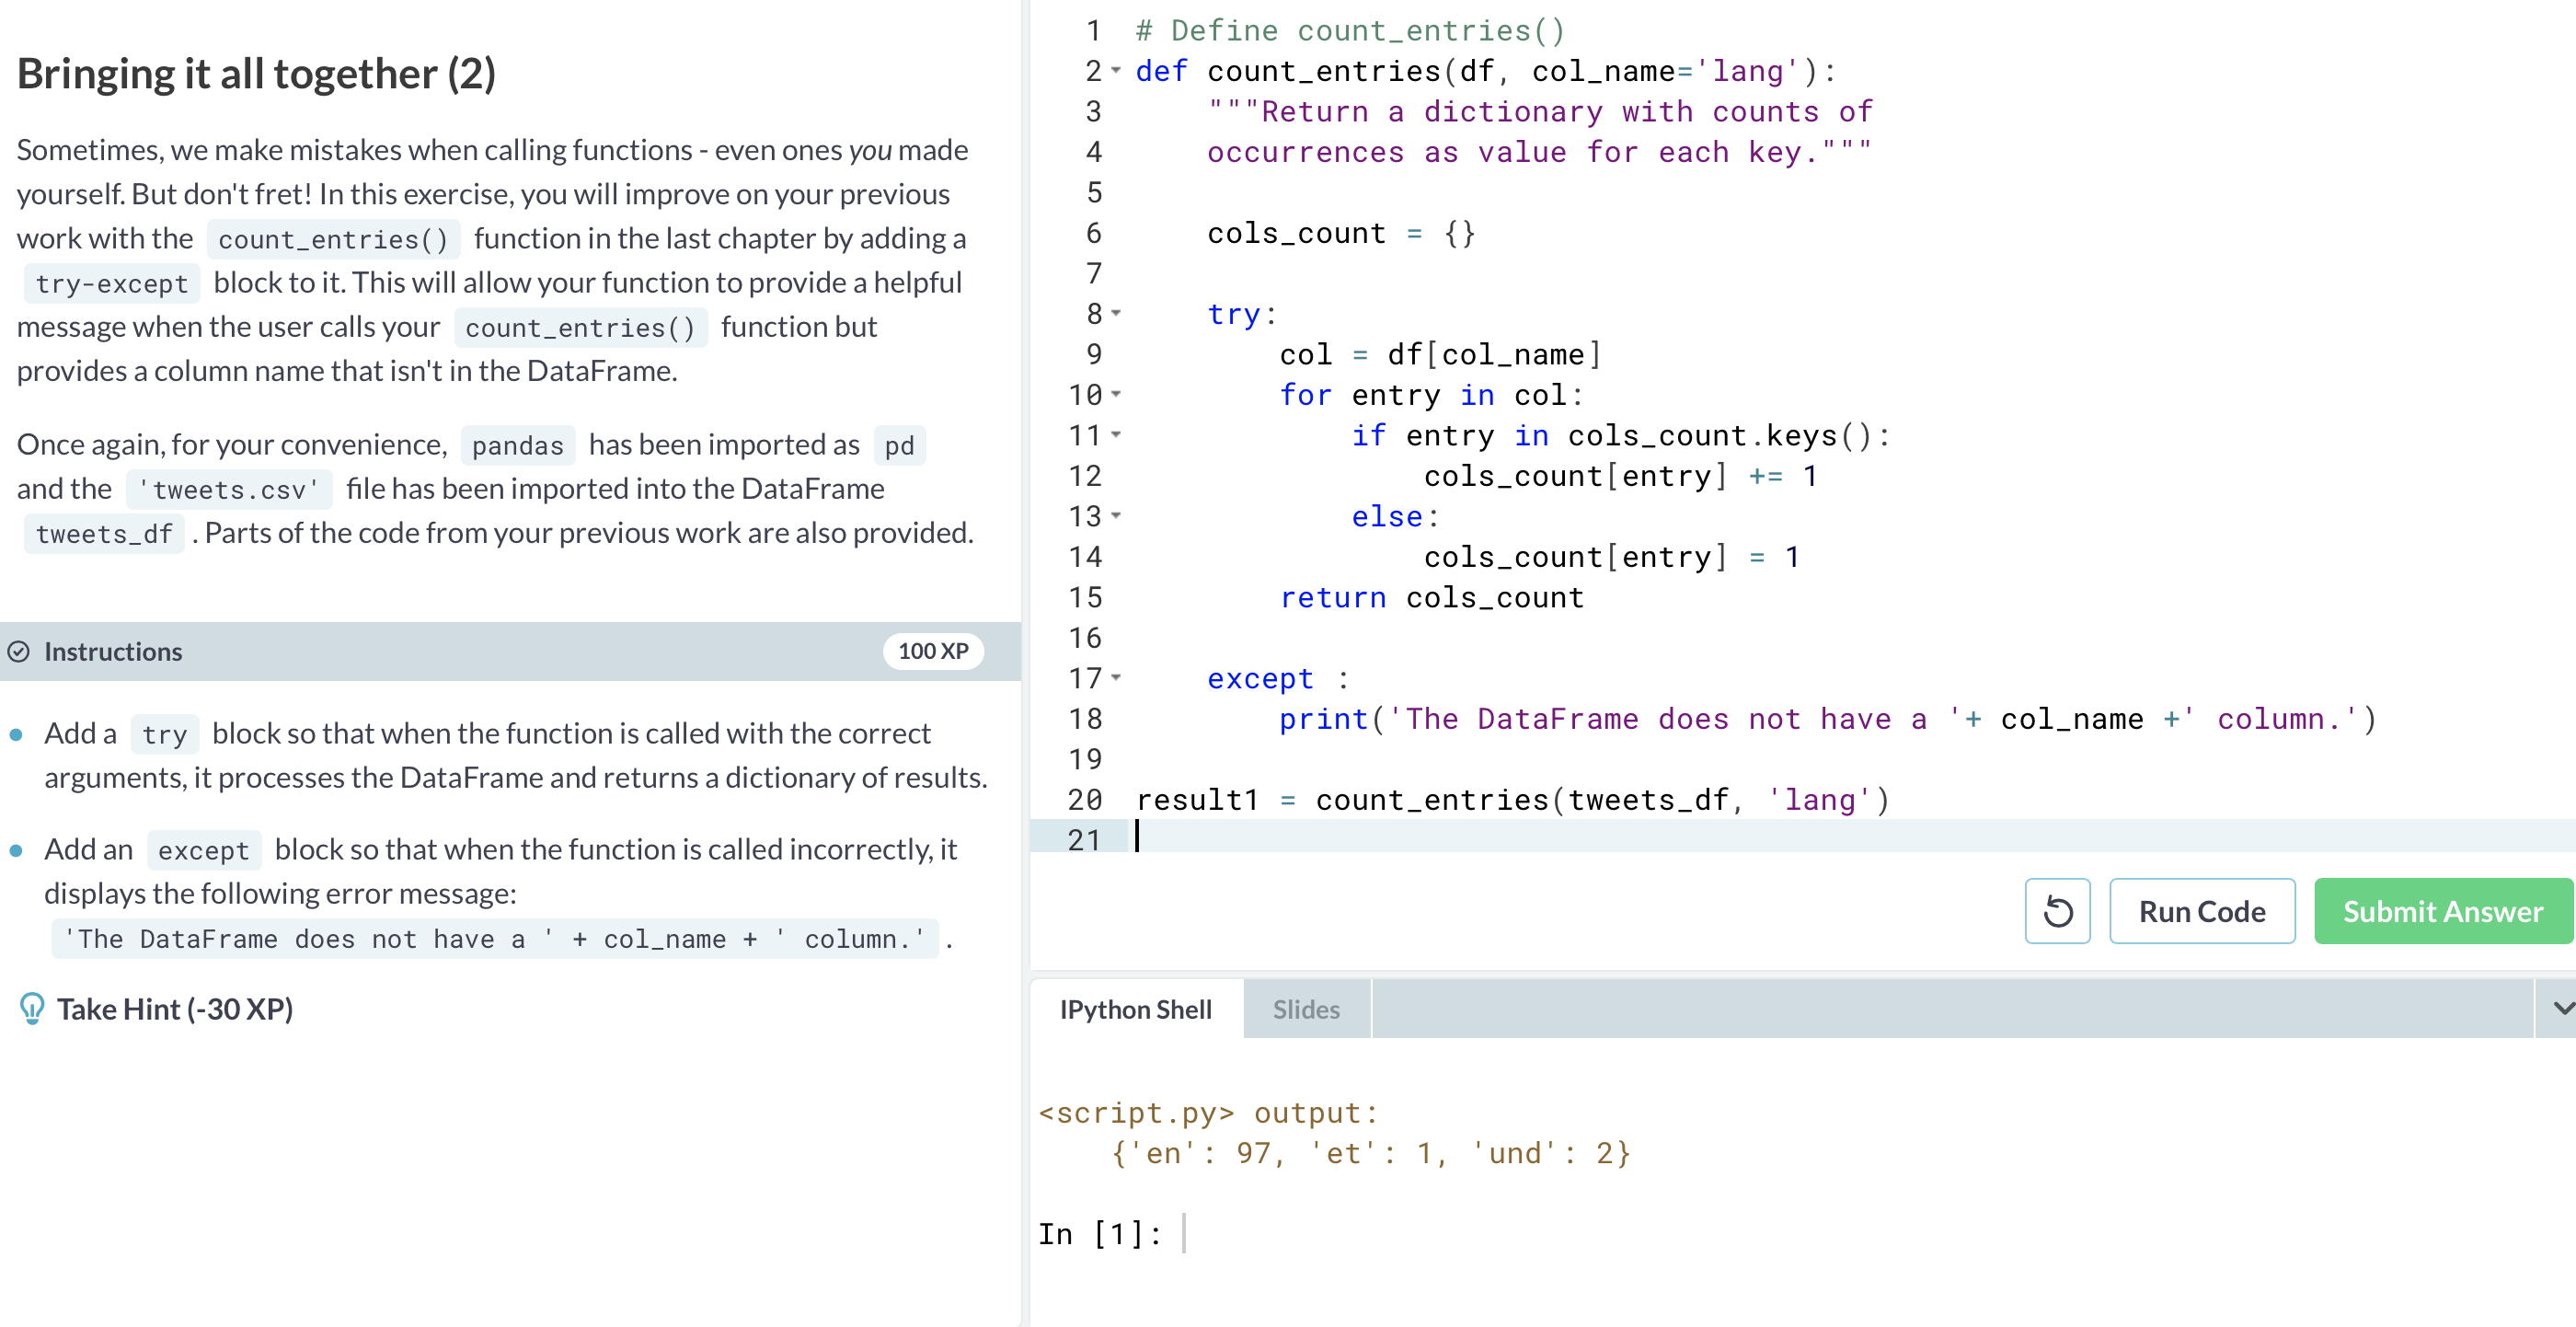 Bringing it all together (2)
Sometimes, we make mistakes when calling functions - even ones you made
yourself. But don't fret! In this exercise, you will improve on your previous
work with the count_entries() function in the last chapter by adding a
try-except block to it. This will allow your function to provide a helpful
message when the user calls your count_entries() function but
provides a column name that isn't in the DataFrame.
Once again, for your convenience, pandas has been imported as pd
and the 'tweets.csv' file has been imported into the DataFrame
tweets_df . Parts of the code from your previous work are also provided.
Instructions 100 XP
Add a try block so that when the function is called with the correct
arguments, it processes the DataFrame and returns a dictionary of results.
Add an except block so that when the function is called incorrectly, it
displays the following error message:
'The DataFrame does not have a ' + col_name + ' column.' .
Take Hint (-30 XP)
1 # Define count_entries()
2 def count_entries(df, col_name='lang'):
3     """Return a dictionary with counts of
4     occurrences as value for each key."""
5
6     cols_count = {}
7
8     try:
9         col = df[col_name]
10         for entry in col:
11             if entry in cols_count.keys():
12                 cols_count[entry] += 1
13             else:
14                 cols_count[entry] = 1
15         return cols_count
16
17     except :
18         print('The DataFrame does not have a '+ col_name +' column.')
19
20 result1 = count_entries(tweets_df, 'lang')
21
Run Code Submit Answer
IPython Shell Slides
<script.py> output:
    {'en': 97, 'et': 1, 'und': 2}
In [1]: